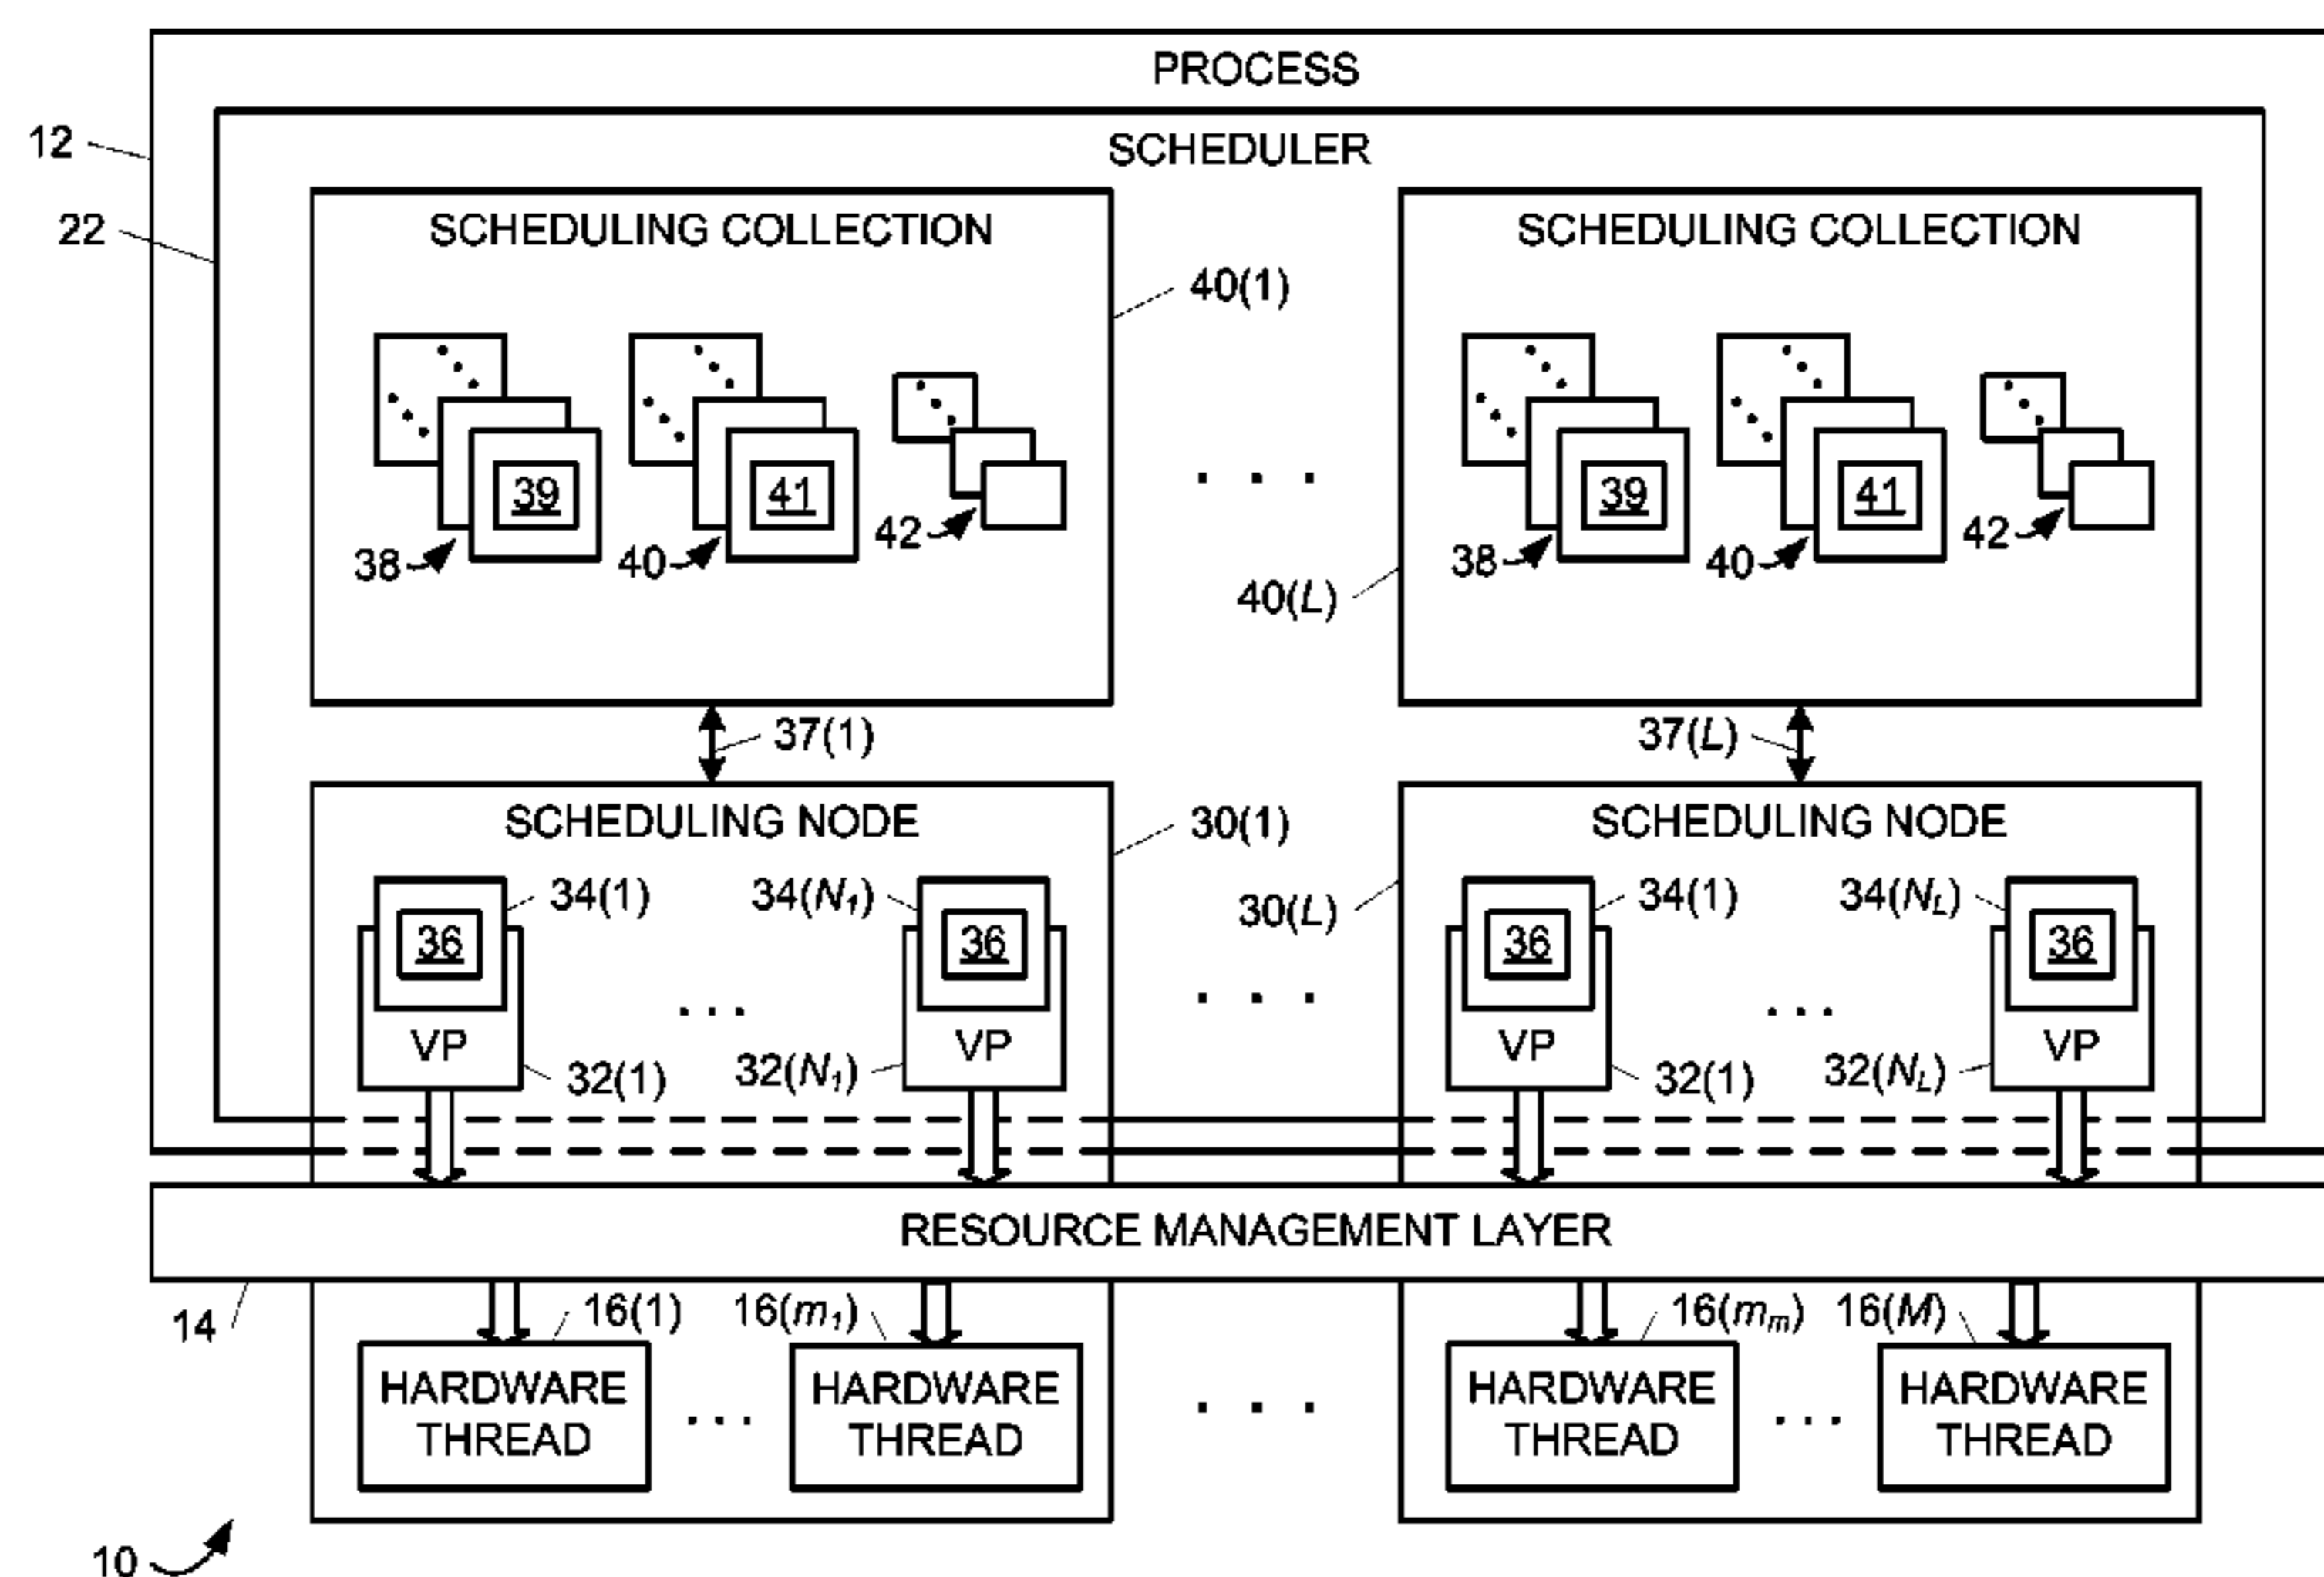 PROCESS
12
SCHEDULER
22
SCHEDULING COLLECTION
SCHEDULING COLLECTION
40(1)
39
41
39
41
38
40
42
38
40
42
40(L)
37(1)
37(L)
SCHEDULING NODE
SCHEDULING NODE
30(1)
34(1)
34(N1)
30(L)
34(1)
34(NL)
36
36
36
36
VP
VP
VP
VP
32(1)
32(N1)
32(1)
32(NL)
RESOURCE MANAGEMENT LAYER
14
16(1)
16(m1)
16(mm)
16(M)
HARDWARE
THREAD
HARDWARE
THREAD
HARDWARE
THREAD
HARDWARE
THREAD
10